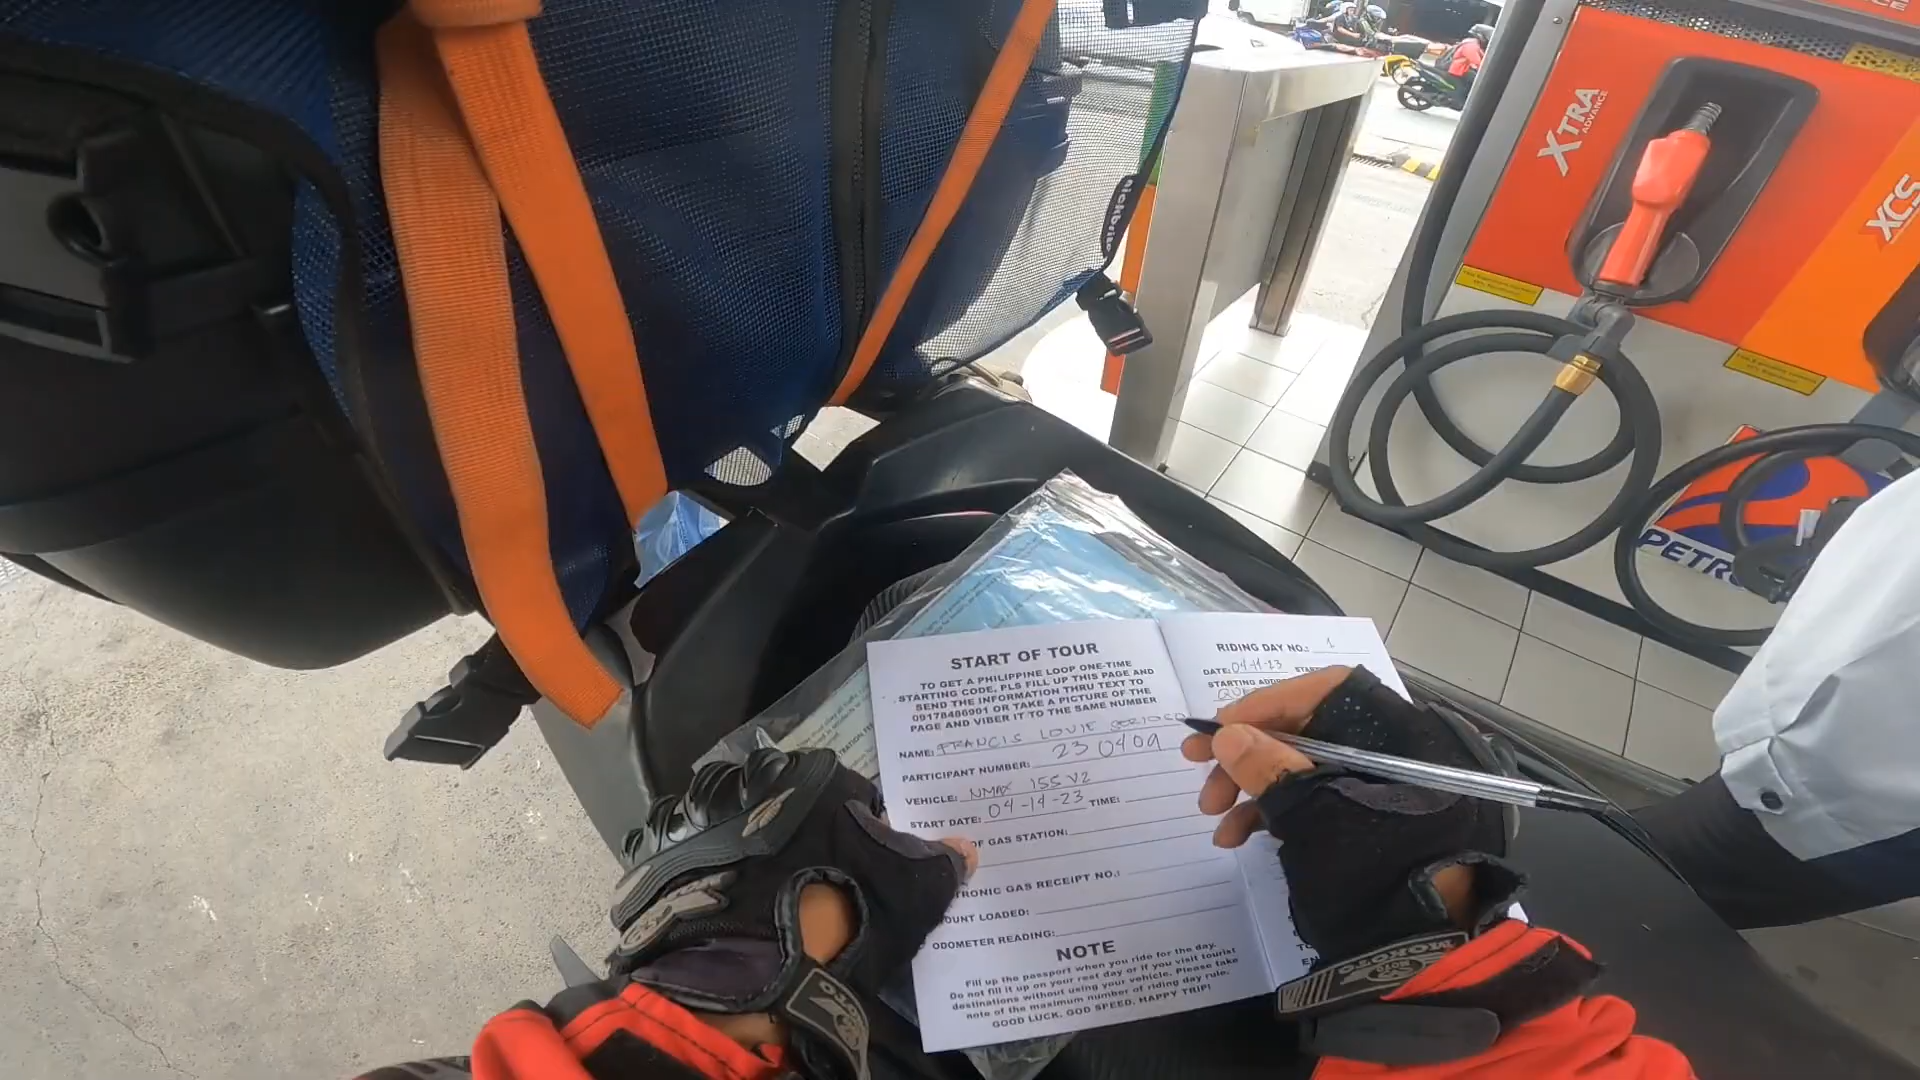 XTRA
ADVANCE
XCS
PETR
START OF TOUR
TO GET A PHILIPPINE LOOP ONE-TIME
STARTING CODE, PLS FILL UP THIS PAGE AND
SEND THE INFORMATION THRU TEXT TO
09178486901 OR TAKE A PICTURE OF THE
PAGE AND VIBER IT TO THE SAME NUMBER
NAME: FRANCIS LOUIE
PARTICIPANT NUMBER: 230409
VEHICLE: NMAX 155 V2
START DATE: 04-14-23 TIME:
OF GAS STATION:
TRONIC GAS RECEIPT NO.:
OUNT LOADED:
ODOMETER READING:
NOTE
Fill up the passport when you ride for the day.
Do not fill it up on your rest day or if you visit tourist
destinations without using your vehicle. Please take
note of the maximum number of riding day rule.
GOOD LUCK, GOD SPEED, HAPPY TRIP!
RIDING DAY NO.: 1
DATE: 04-14-23
STARTING
MOTO